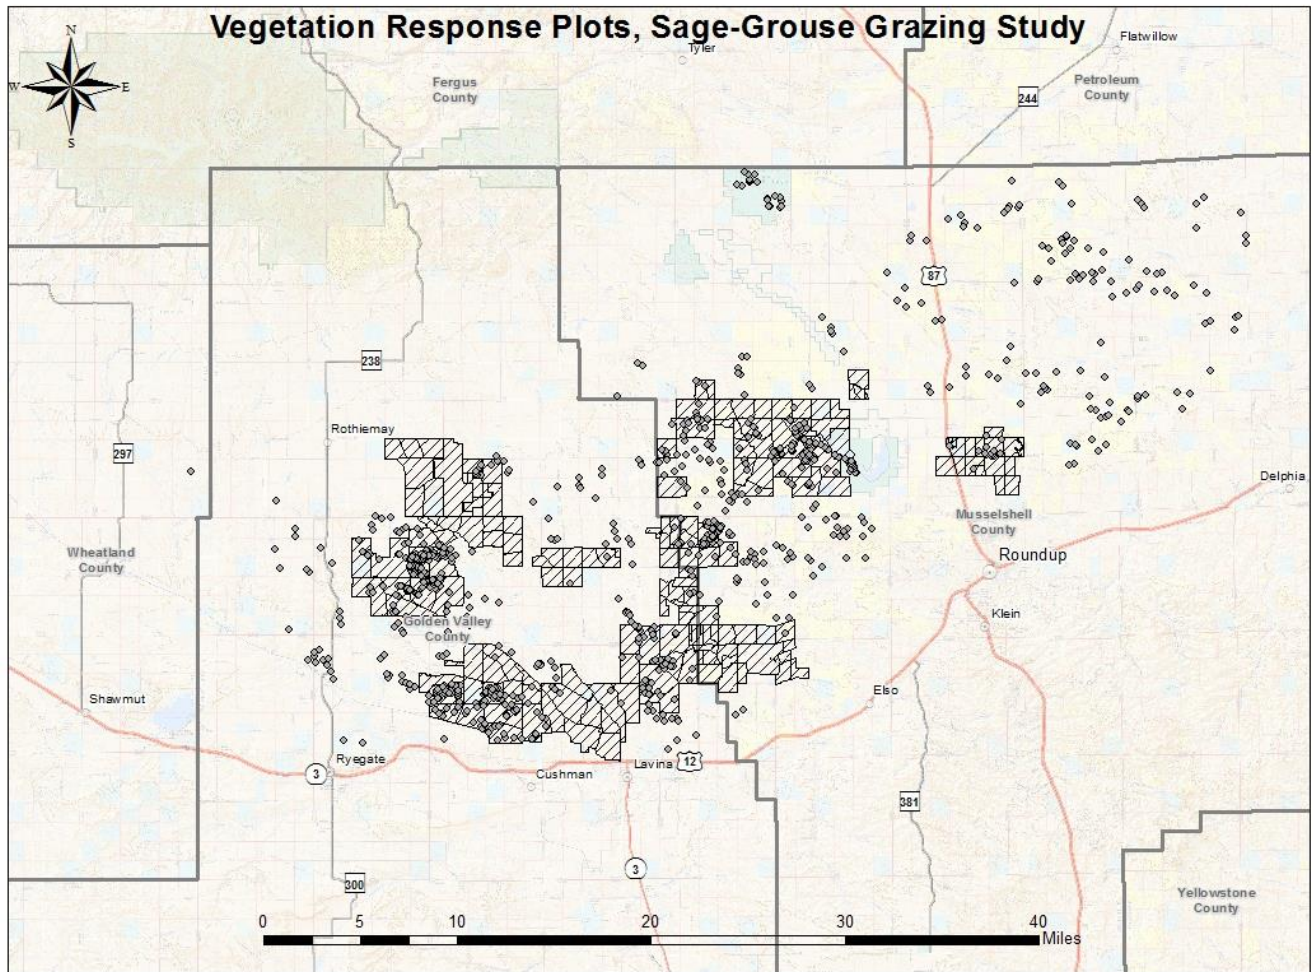 Vegetation Response Plots, Sage-Grouse Grazing Study
N
W
E
S
Tyler
Flatwillow
Fergus
County
Petroleum
County
244
87
238
Rothiemay
297
Delphia
Musselshell
County
Wheatland
County
Roundup
Klein
Golden Valley
County
Shawmut
Elso
Ryegate
3
Cushman
Lavina
12
381
3
300
Yellowstone
County
0
5
10
20
30
40
Miles